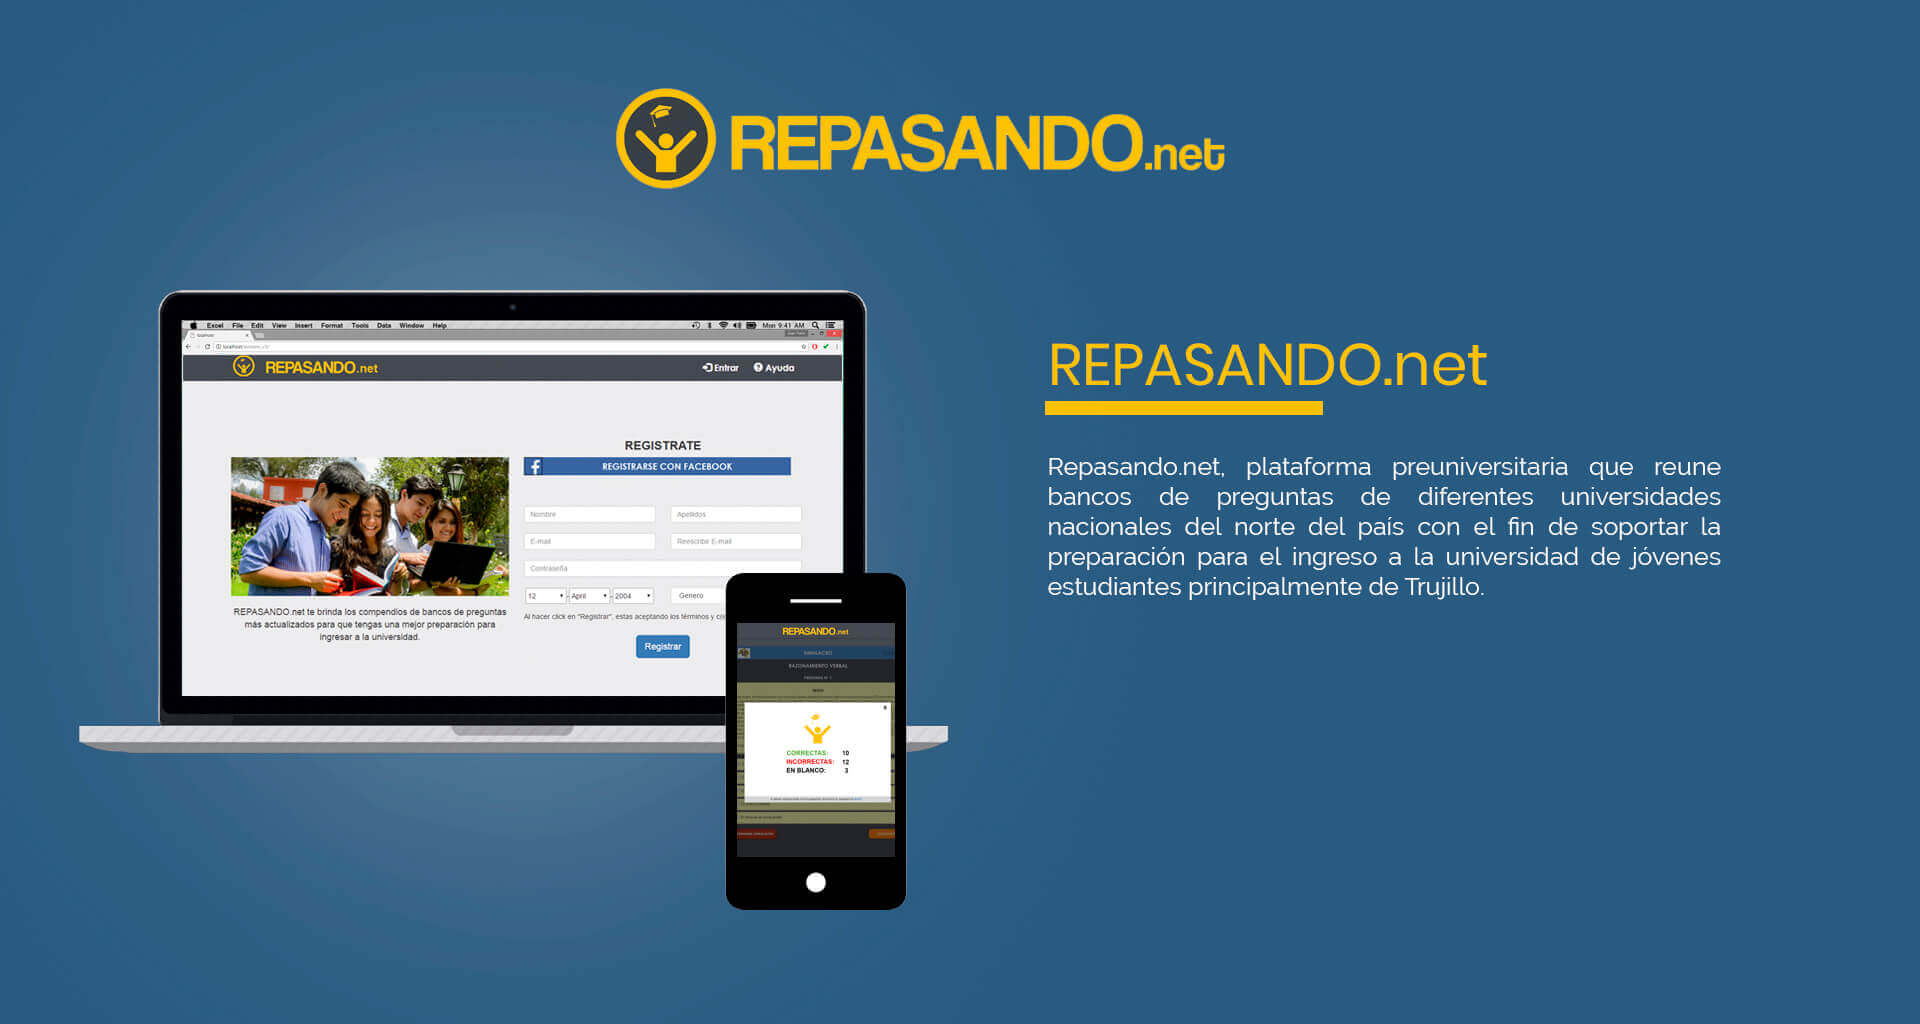 REPASANDO.net
Excel File Edit View Insert Format Tools Data Window Help
Mon 9:41 AM
localhost
REPASANDO.net
Entrar
Ayuda
REGISTRATE
REGISTRARSE CON FACEBOOK
Nombre
Apellidos
E-mail
Reescribe E-mail
Contraseña
12 - April - 2004
Genero
Al hacer click en "Registrar", estas aceptando los términos y
Registrar
REPASANDO.net te brinda los compendios de bancos de preguntas
más actualizados para que tengas una mejor preparación para
ingresar a la universidad.
REPASANDO.net
SIMULACRO
RAZONAMIENTO VERBAL
CORRECTAS: 10
INCORRECTAS: 12
EN BLANCO: 3
REPASANDO.net
Repasando.net, plataforma preuniversitaria que reune
bancos de preguntas de diferentes universidades
nacionales del norte del país con el fin de soportar la
preparación para el ingreso a la universidad de jóvenes
estudiantes principalmente de Trujillo.